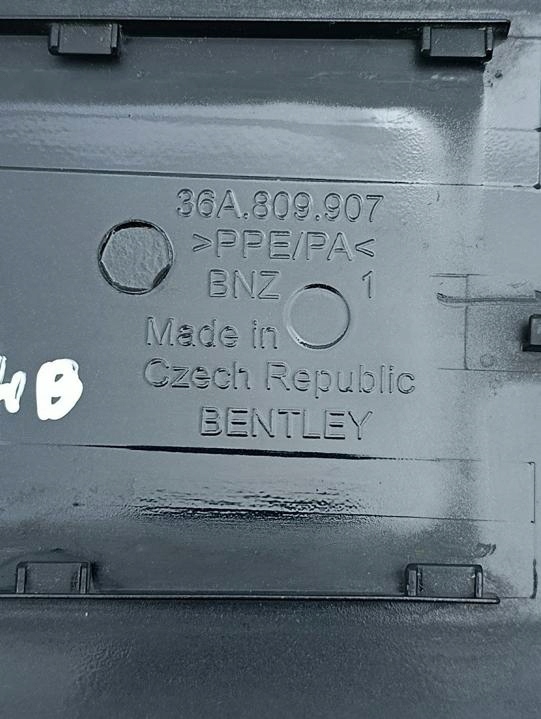 36A.809.907
>PPE/PA<
BNZ 1
Made in
Czech Republic
BENTLEY